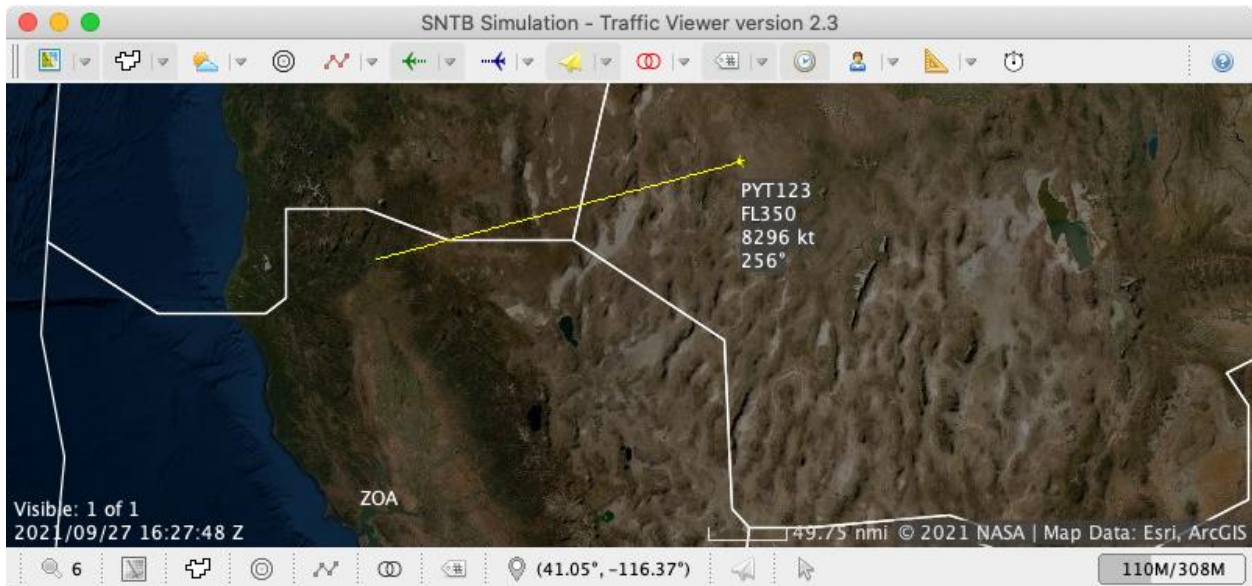 SNTB Simulation - Traffic Viewer version 2.3
#
PYT123
FL350
8296 kt
256°
ZOA
Visible: 1 of 1
2021/09/27 16:27:48 Z
49.75 nmi © 2021 NASA | Map Data: Esri, ArcGIS
6
#
(41.05°, −116.37°)
110M/308M